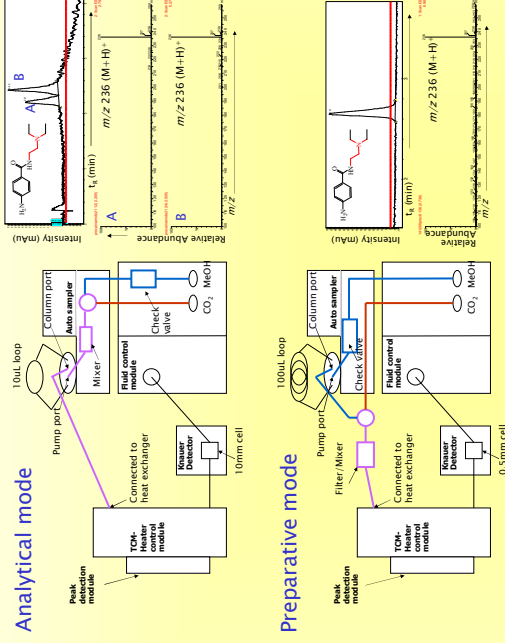 Analytical mode
Peak
detection
module
TCM-
Heater
control
module
Connected to
heat exchanger
Knauer
Detector
10mm cell
Pump port
10uL loop
Column port
Auto sampler
Mixer
Fluid control
module
Check
valve
CO2
MeOH
Intensity (mAu)
A
B
H2N
O
HN
tR (min)
A
m/z 236 (M+H)+
B
m/z 236 (M+H)+
Relative Abundance
m/z
Preparative mode
Peak
detection
module
TCM-
Heater
control
module
Connected to
heat exchanger
Filter/Mixer
Knauer
Detector
0.5mm cell
Pump port
100uL loop
Column port
Auto sampler
Check valve
Fluid control
module
CO2
MeOH
Intensity (mAu)
H2N
O
HN
tR (min)
m/z 236 (M+H)+
Relative
Abundance
m/z